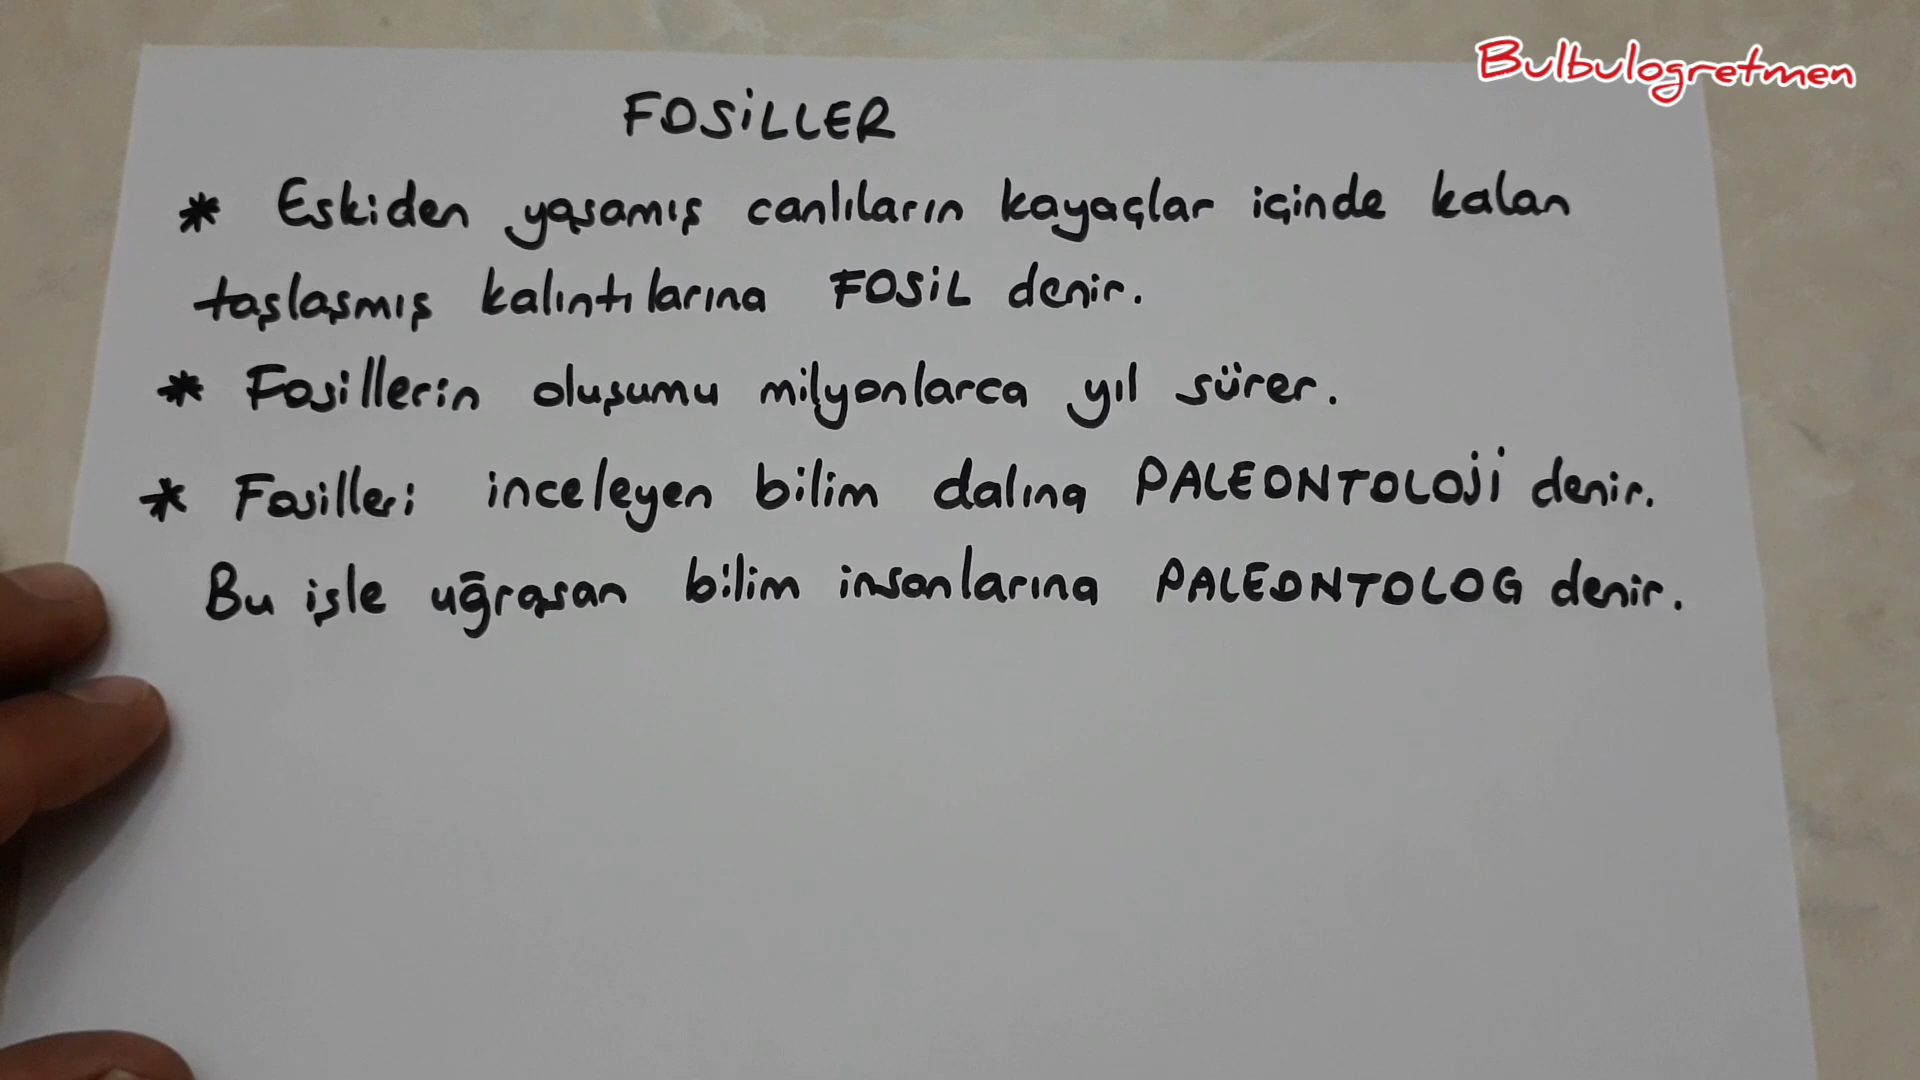 Bulbulogretmen
FOSiLLER
* Eskiden yaşamış canlıların kayaçlar içinde kalan
taşlaşmış kalıntılarına FOSiL denir.
* Fosillerin oluşumu milyonlarca yıl sürer.
* Fosilleri inceleyen bilim dalına PALEONTOLOJi denir.
Bu işle uğraşan bilim insanlarına PALEONTOLOG denir.